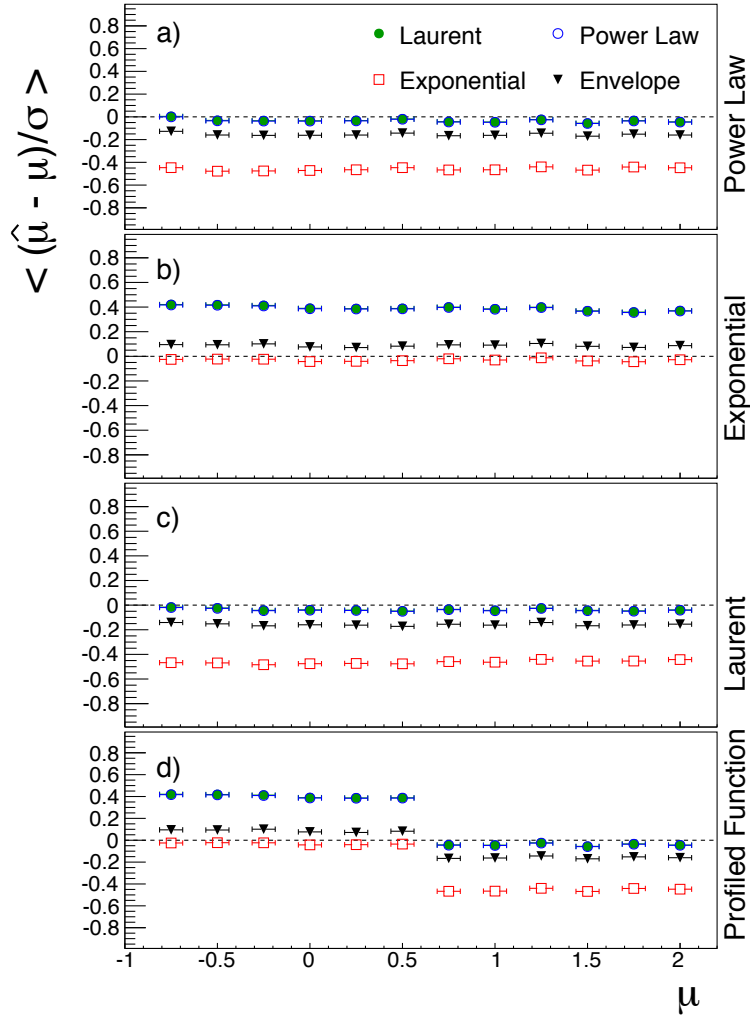 < (μ̂ - μ)/σ >
a)
Laurent
Power Law
Exponential
Envelope
0.8
0.6
0.4
0.2
0
-0.2
-0.4
-0.6
-0.8
Power Law
b)
0.8
0.6
0.4
0.2
0
-0.2
-0.4
-0.6
-0.8
Exponential
c)
0.8
0.6
0.4
0.2
0
-0.2
-0.4
-0.6
-0.8
Laurent
d)
0.8
0.6
0.4
0.2
0
-0.2
-0.4
-0.6
-0.8
Profiled Function
-1 -0.5 0 0.5 1 1.5 2
μ